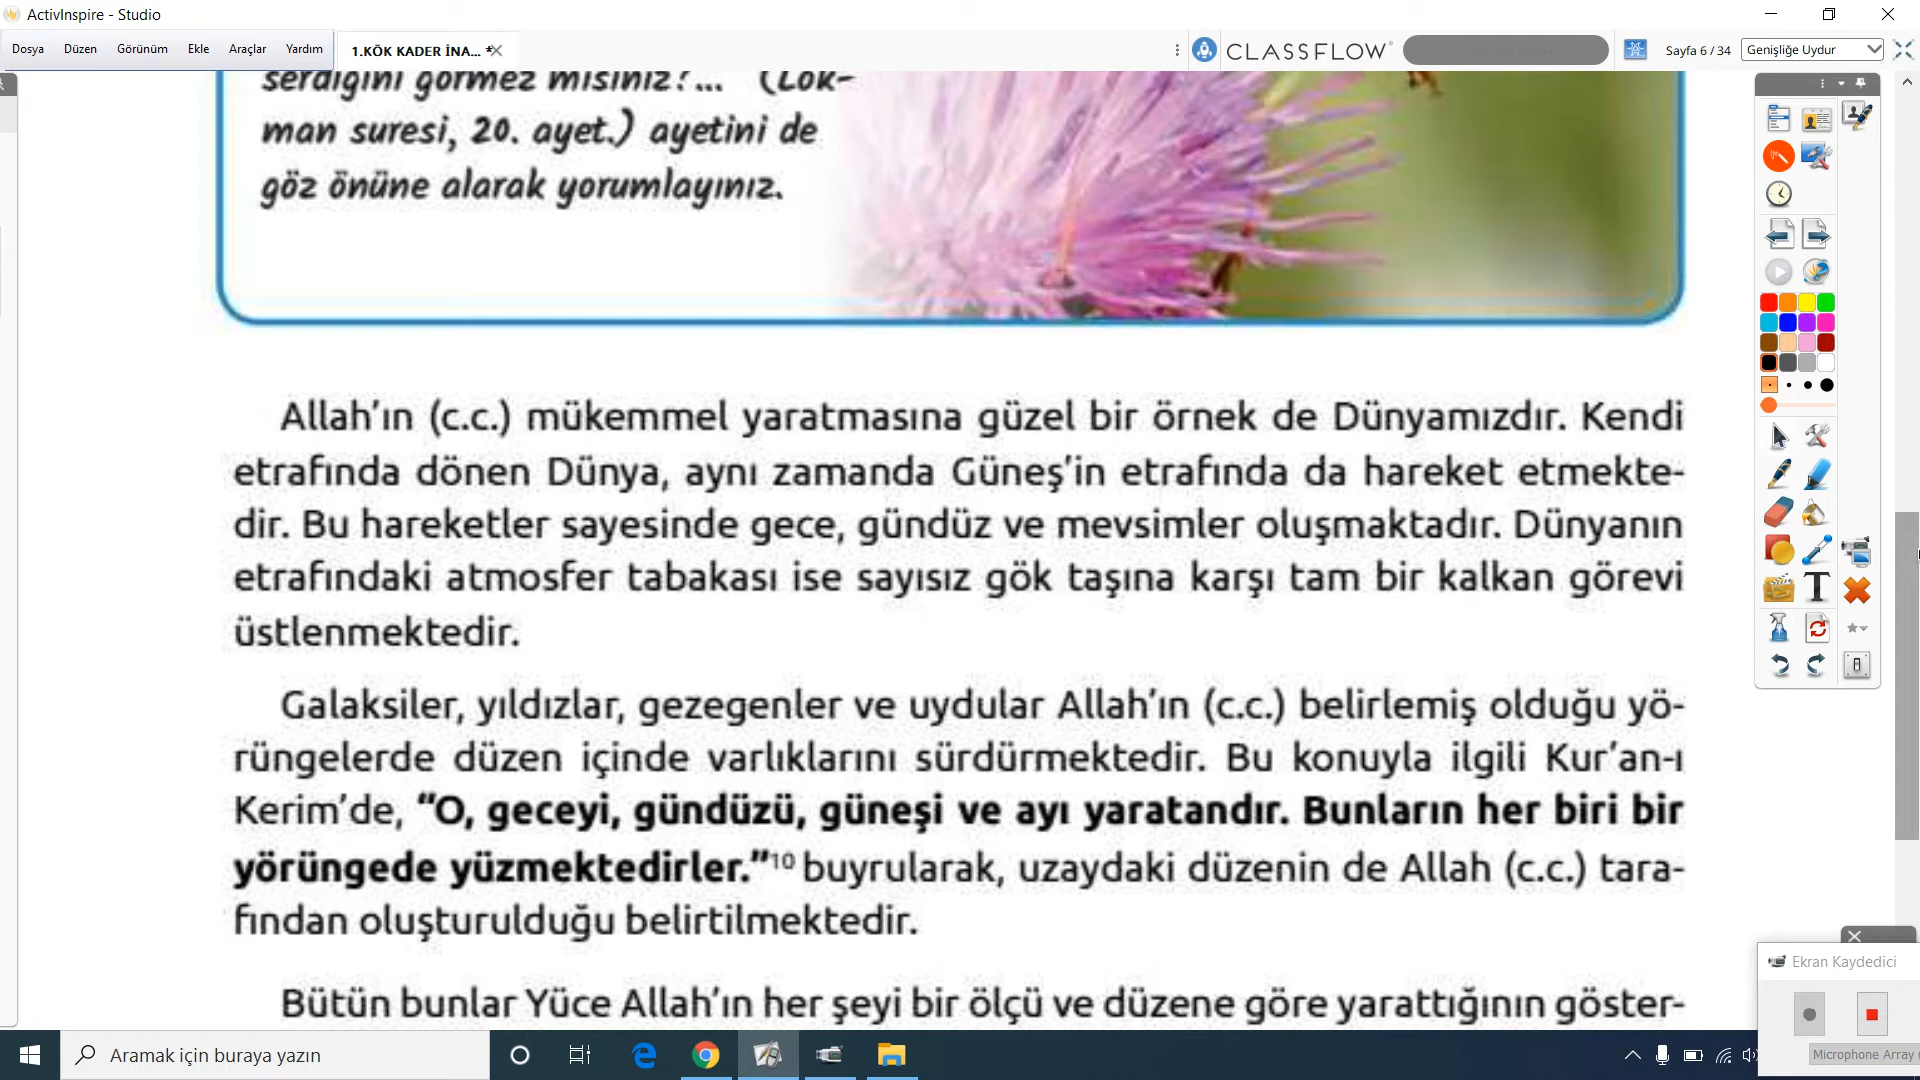 ActivInspire - Studio
Dosya Düzen Görünüm Ekle Araçlar Yardım
1.KÖK KADER İNA... *
CLASSFLOW
Sayfa 6 / 34
Genişliğe Uydur
serdiğini görmez misiniz?... (Lok-
man suresi, 20. ayet.) ayetini de
göz önüne alarak yorumlayınız.
Allah’ın (c.c.) mükemmel yaratmasına güzel bir örnek de Dünyamızdır. Kendi
etrafında dönen Dünya, aynı zamanda Güneş’in etrafında da hareket etmekte-
dir. Bu hareketler sayesinde gece, gündüz ve mevsimler oluşmaktadır. Dünyanın
etrafındaki atmosfer tabakası ise sayısız gök taşına karşı tam bir kalkan görevi
üstlenmektedir.
Galaksiler, yıldızlar, gezegenler ve uydular Allah’ın (c.c.) belirlemiş olduğu yö-
rüngelerde düzen içinde varlıklarını sürdürmektedir. Bu konuyla ilgili Kur’an-ı
Kerim’de, “O, geceyi, gündüzü, güneşi ve ayı yaratandır. Bunların her biri bir
yörüngede yüzmektedirler.”10 buyrularak, uzaydaki düzenin de Allah (c.c.) tara-
fından oluşturulduğu belirtilmektedir.
Bütün bunlar Yüce Allah’ın her şeyi bir ölçü ve düzene göre yarattığının göster-
Ekran Kaydedici
Microphone Array
Aramak için buraya yazın